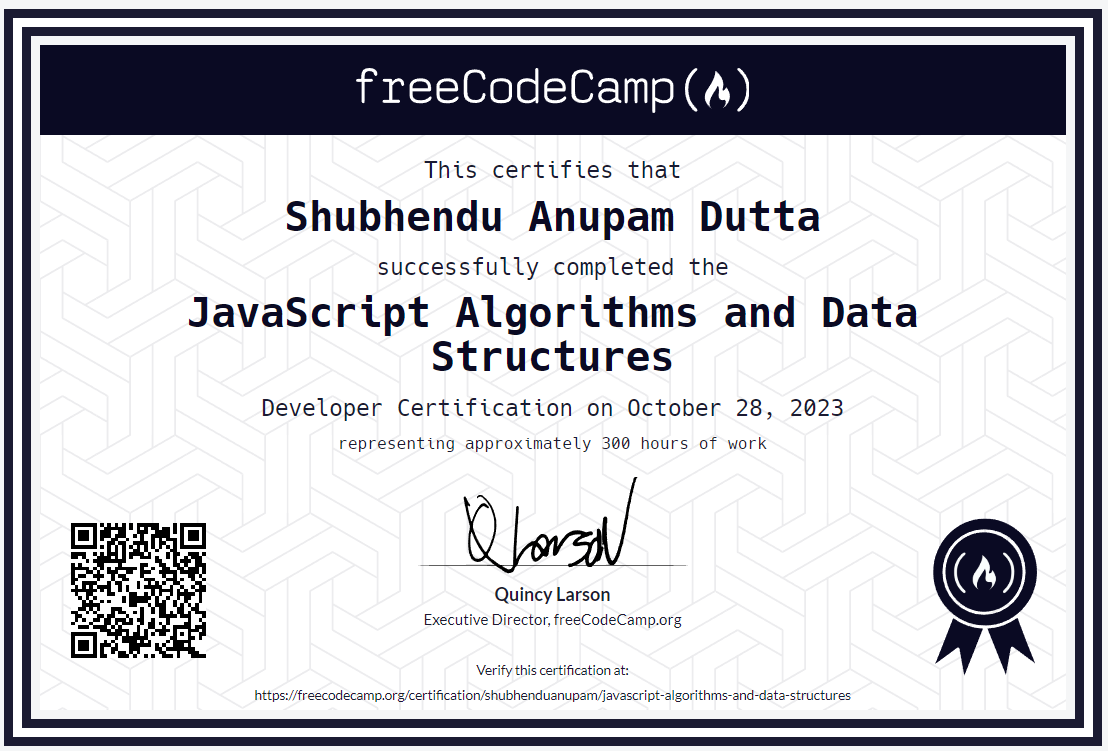 freeCodeCamp
This certifies that
Shubhendu Anupam Dutta
successfully completed the
JavaScript Algorithms and Data
Structures
Developer Certification on October 28, 2023
representing approximately 300 hours of work
Quincy Larson
Executive Director, freeCodeCamp.org
Verify this certification at:
https://freecodecamp.org/certification/shubhenduanupam/javascript-algorithms-and-data-structures